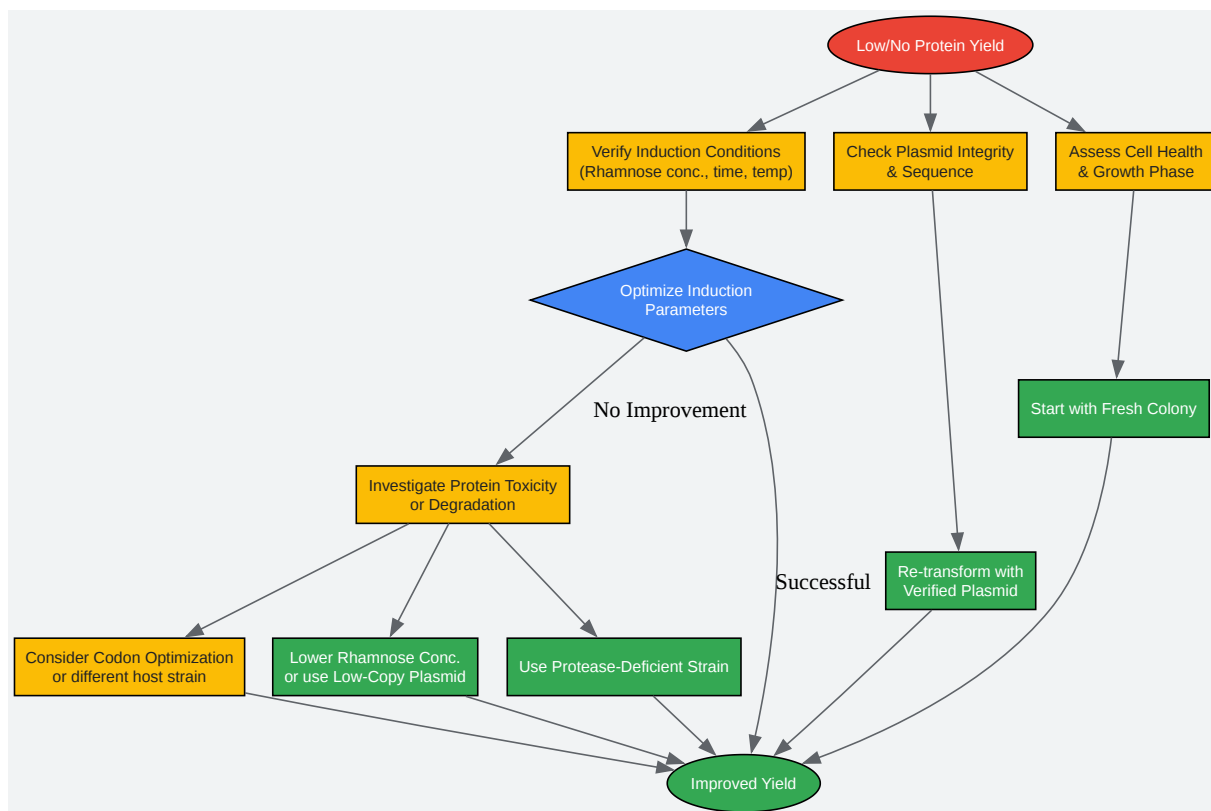 Low/No Protein Yield
Verify Induction Conditions
(Rhamnose conc., time, temp)
Check Plasmid Integrity
& Sequence
Assess Cell Health
& Growth Phase
Optimize Induction
Parameters
Start with Fresh Colony
No Improvement
Investigate Protein Toxicity
or Degradation
Successful
Re-transform with
Verified Plasmid
Consider Codon Optimization
or different host strain
Lower Rhamnose Conc.
or use Low-Copy Plasmid
Use Protease-Deficient Strain
Improved Yield